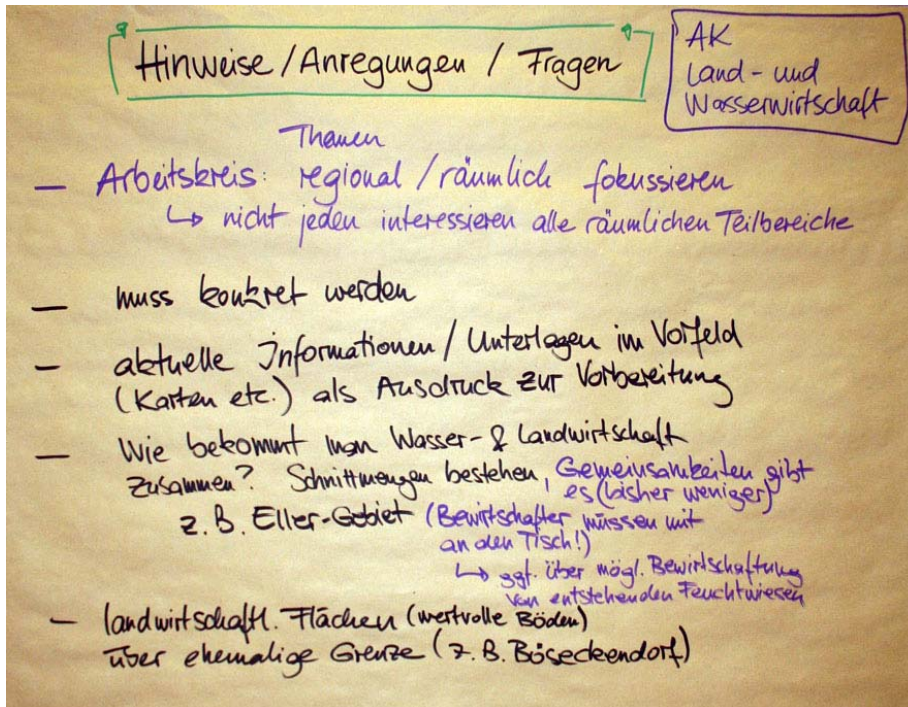 Hinweise / Anregungen / Fragen
AK
Land- und
Wasserwirtschaft
Themen
– Arbeitskreis: regional / räumlich fokussieren
↳ nicht jeden interessieren alle räumlichen Teilbereiche
– muss konkret werden
– aktuelle Informationen / Unterlagen im Vorfeld
(Karten etc.) als Ausdruck zur Vorbereitung
– Wie bekommt man Wasser- & Landwirtschaft
zusammen? Schnittmengen bestehen, Gemeinsamkeiten gibt
es (bisher weniger)
z.B. Eller-Gebiet (Bewirtschafter müssen mit
an den Tisch!)
↳ ggf. über mögl. Bewirtschaftung
von entstehenden Feuchtwiesen
– landwirtschaftl. Flächen (wertvolle Böden)
über ehemalige Grenze (z.B. Böseckendorf)